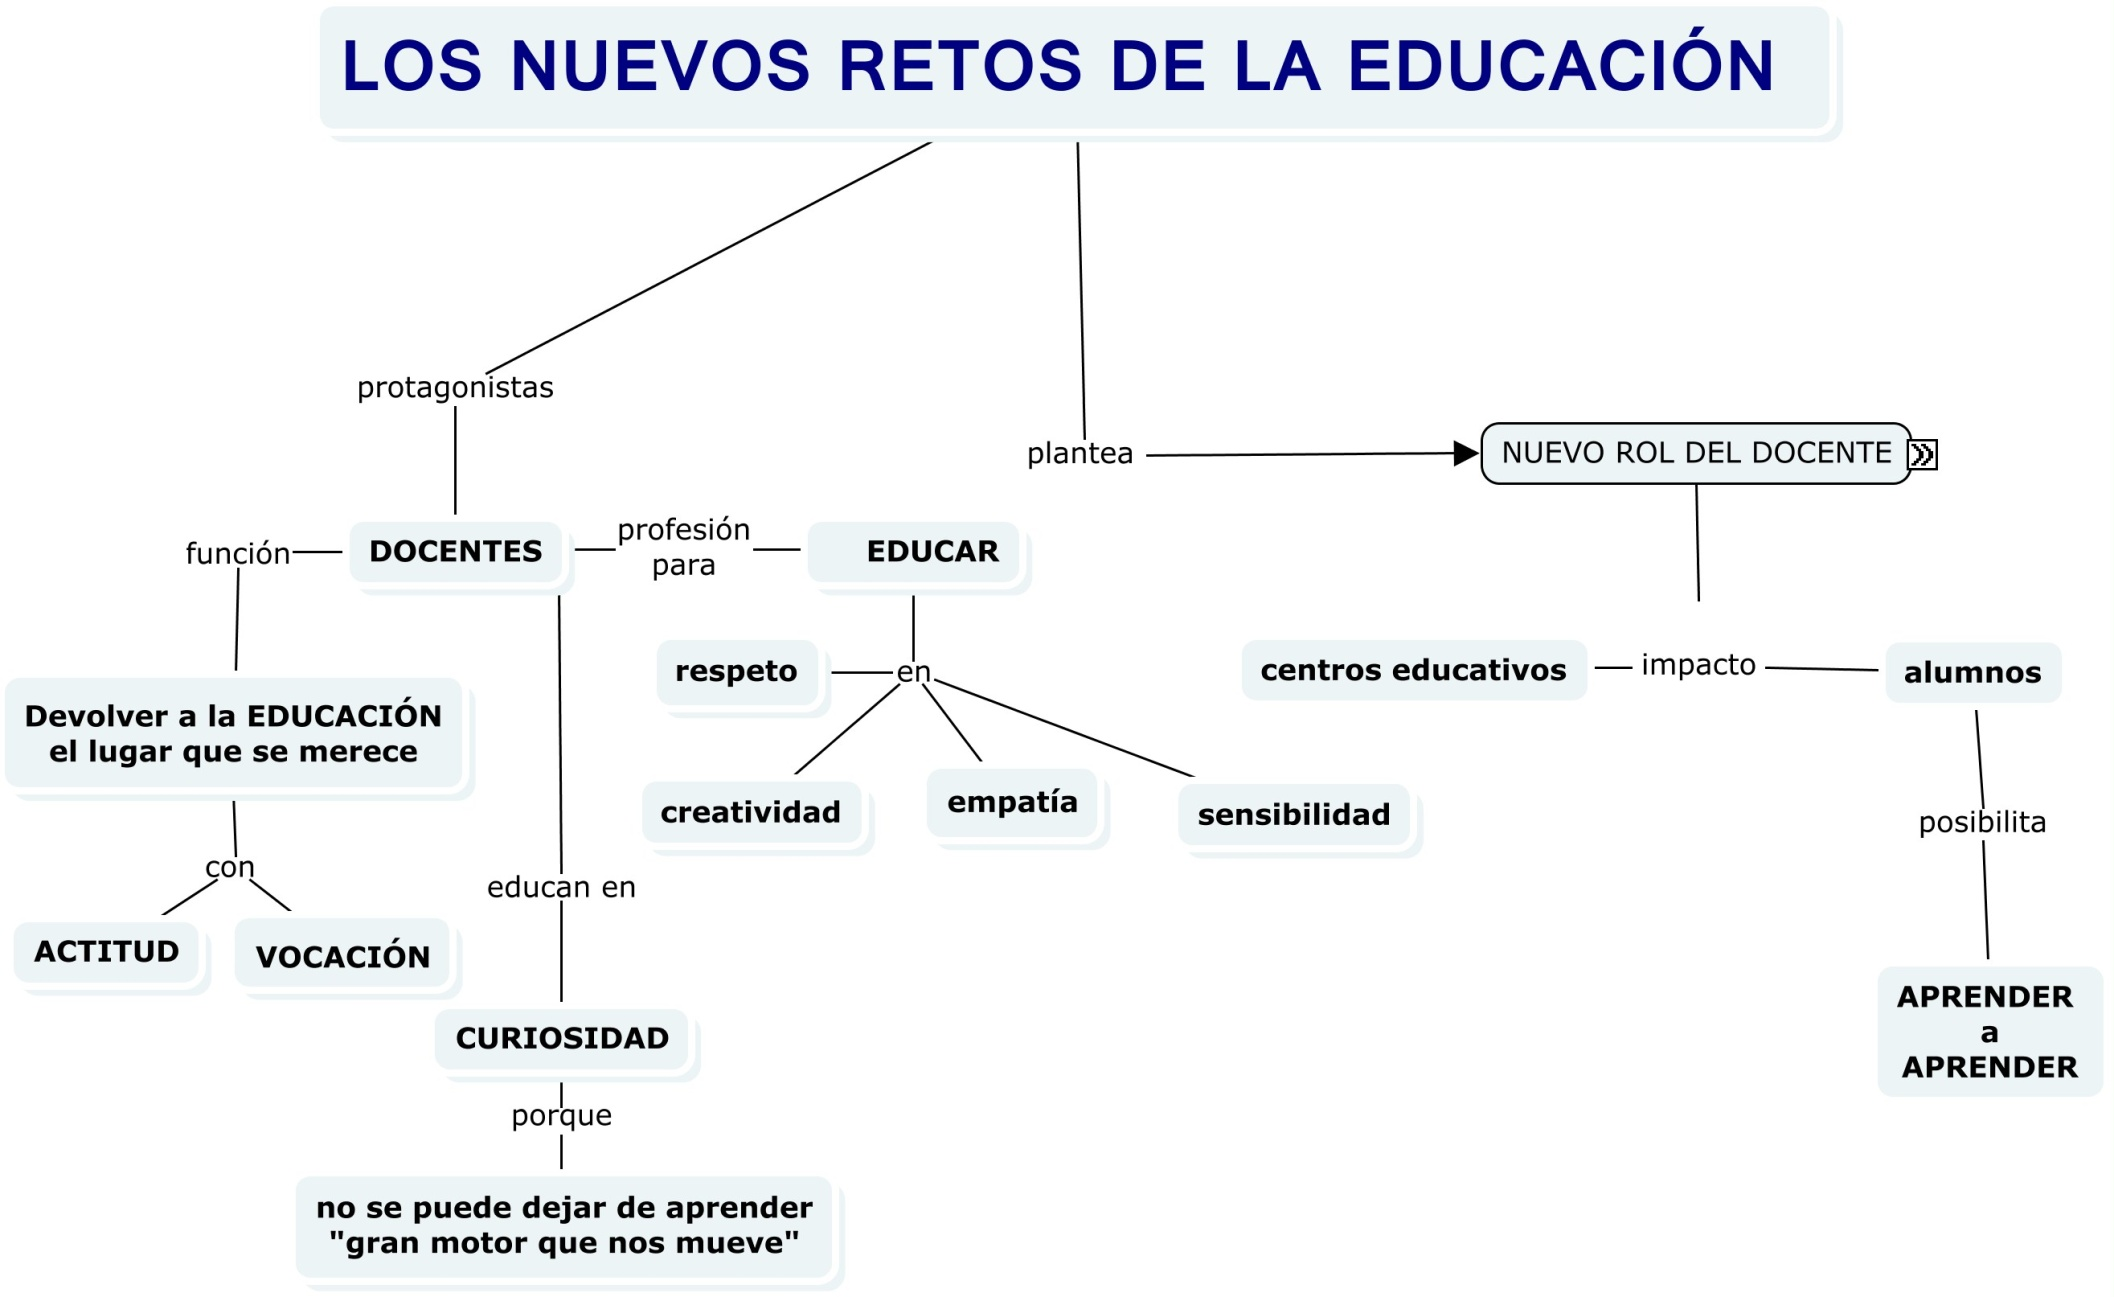 LOS NUEVOS RETOS DE LA EDUCACIÓN
protagonistas
plantea
NUEVO ROL DEL DOCENTE
función
DOCENTES
profesión
para
EDUCAR
respeto
en
centros educativos
impacto
alumnos
Devolver a la EDUCACIÓN
el lugar que se merece
creatividad
empatía
sensibilidad
posibilita
con
educan en
ACTITUD
VOCACIÓN
APRENDER
a
APRENDER
CURIOSIDAD
porque
no se puede dejar de aprender
"gran motor que nos mueve"